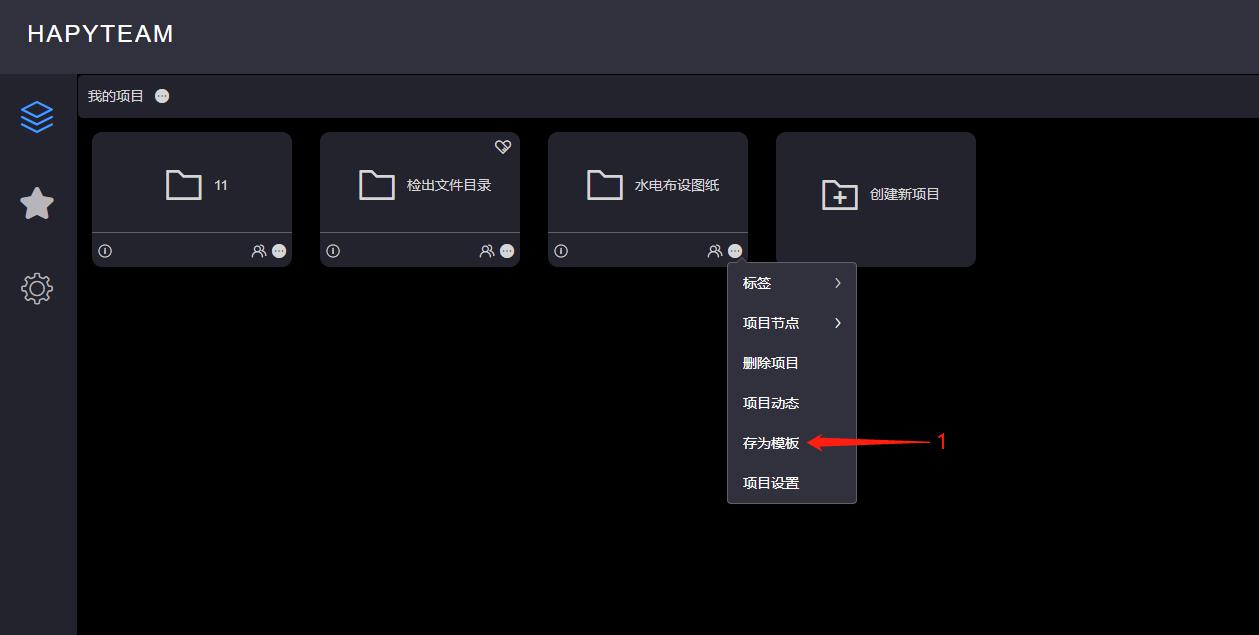 HAPYTEAM
我的项目
11
检出文件目录
水电布设图纸
创建新项目
标签
项目节点
删除项目
项目动态
存为模板
1
项目设置